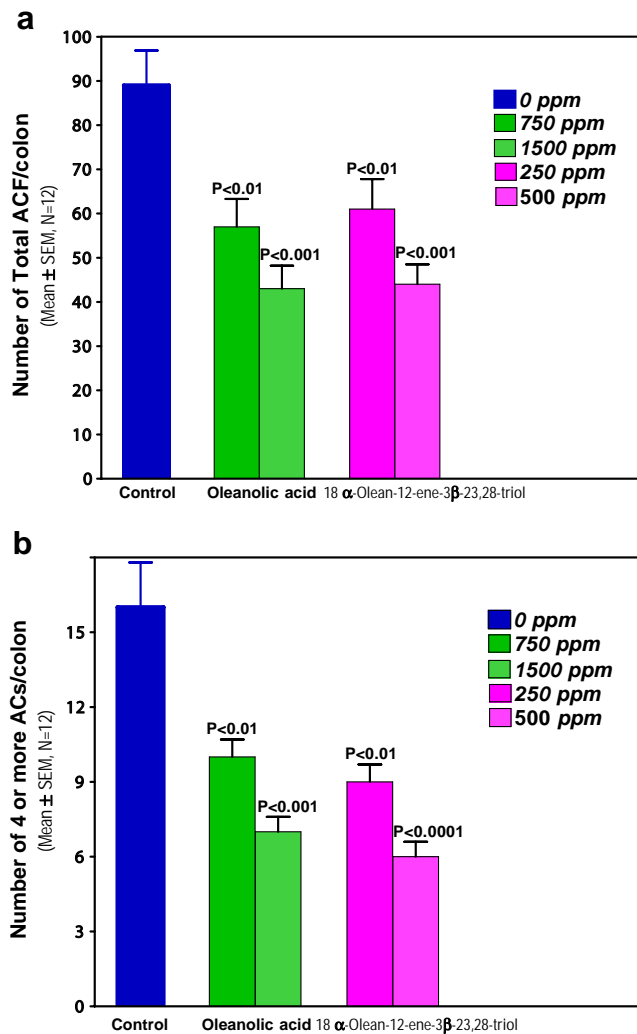 a
Number of Total ACF/colon
(Mean ± SEM, N=12)
100
90
80
70
60
50
40
30
20
10
0
0 ppm
750 ppm
1500 ppm
250 ppm
500 ppm
P<0.01
P<0.001
P<0.01
P<0.001
Control Oleanolic acid 18 α-Olean-12-ene-3β-23,28-triol
b
Number of 4 or more ACs/colon
(Mean ± SEM, N=12)
15
12
9
6
3
0
0 ppm
750 ppm
1500 ppm
250 ppm
500 ppm
P<0.01
P<0.001
P<0.01
P<0.0001
Control Oleanolic acid 18 α-Olean-12-ene-3β-23,28-triol